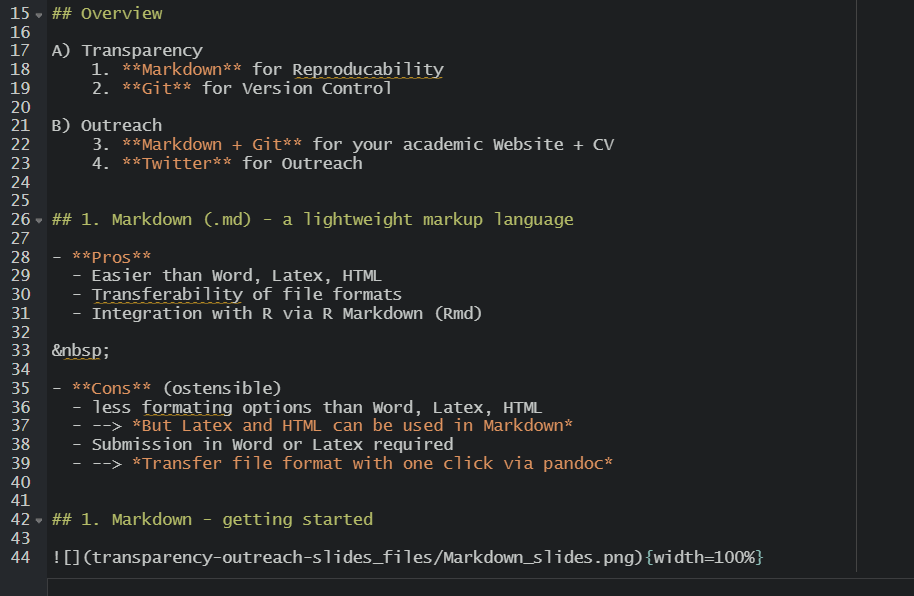 15 ## Overview
16
17 A) Transparency
18     1. **Markdown** for Reproducability
19     2. **Git** for Version Control
20
21 B) Outreach
22     3. **Markdown + Git** for your academic Website + CV
23     4. **Twitter** for Outreach
24
25
26 ## 1. Markdown (.md) - a lightweight markup language
27
28 - **Pros**
29   - Easier than Word, Latex, HTML
30   - Transferability of file formats
31   - Integration with R via R Markdown (Rmd)
32
33 &nbsp;
34
35 - **Cons** (ostensible)
36   - less formating options than Word, Latex, HTML
37   - --> *But Latex and HTML can be used in Markdown*
38   - Submission in Word or Latex required
39   - --> *Transfer file format with one click via pandoc*
40
41
42 ## 1. Markdown - getting started
43
44 ![](transparency-outreach-slides_files/Markdown_slides.png){width=100%}